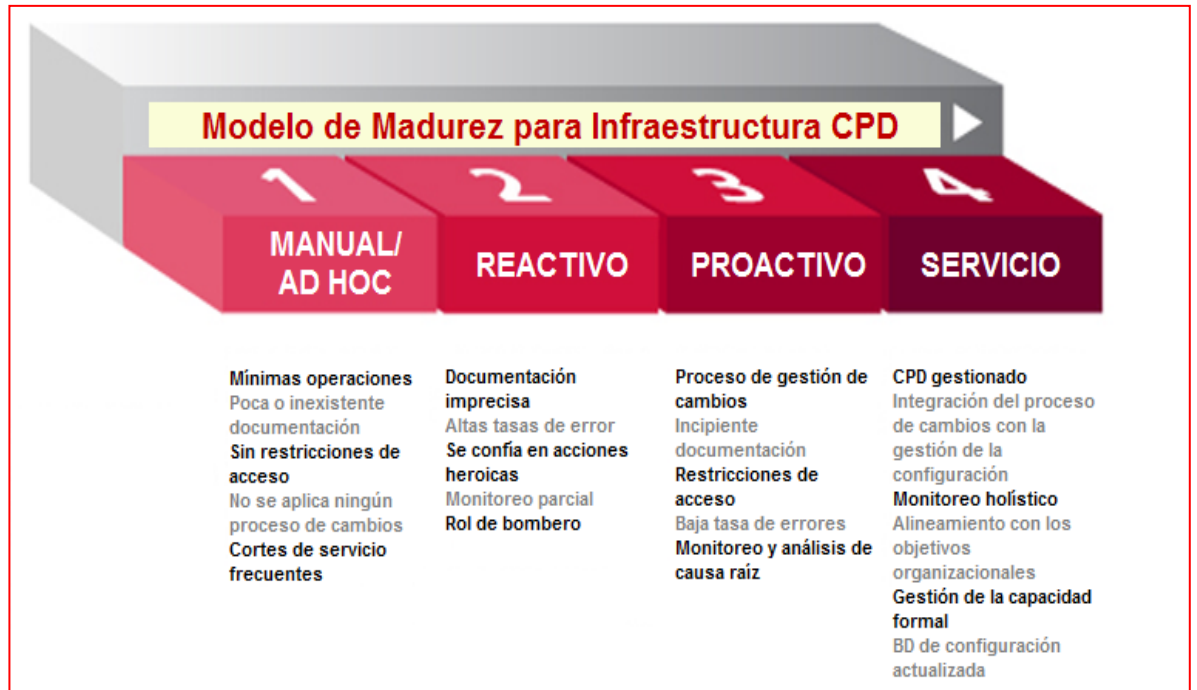 Modelo de Madurez para Infraestructura CPD
1
2
3
4
MANUAL/
AD HOC
REACTIVO
PROACTIVO
SERVICIO
Mínimas operaciones
Poca o inexistente
documentación
Sin restricciones de
acceso
No se aplica ningún
proceso de cambios
Cortes de servicio
frecuentes
Documentación
imprecisa
Altas tasas de error
Se confía en acciones
heroicas
Monitoreo parcial
Rol de bombero
Proceso de gestión de
cambios
Incipiente
documentación
Restricciones de
acceso
Baja tasa de errores
Monitoreo y análisis de
causa raíz
CPD gestionado
Integración del proceso
de cambios con la
gestión de la
configuración
Monitoreo holístico
Alineamiento con los
objetivos
organizacionales
Gestión de la capacidad
formal
BD de configuración
actualizada